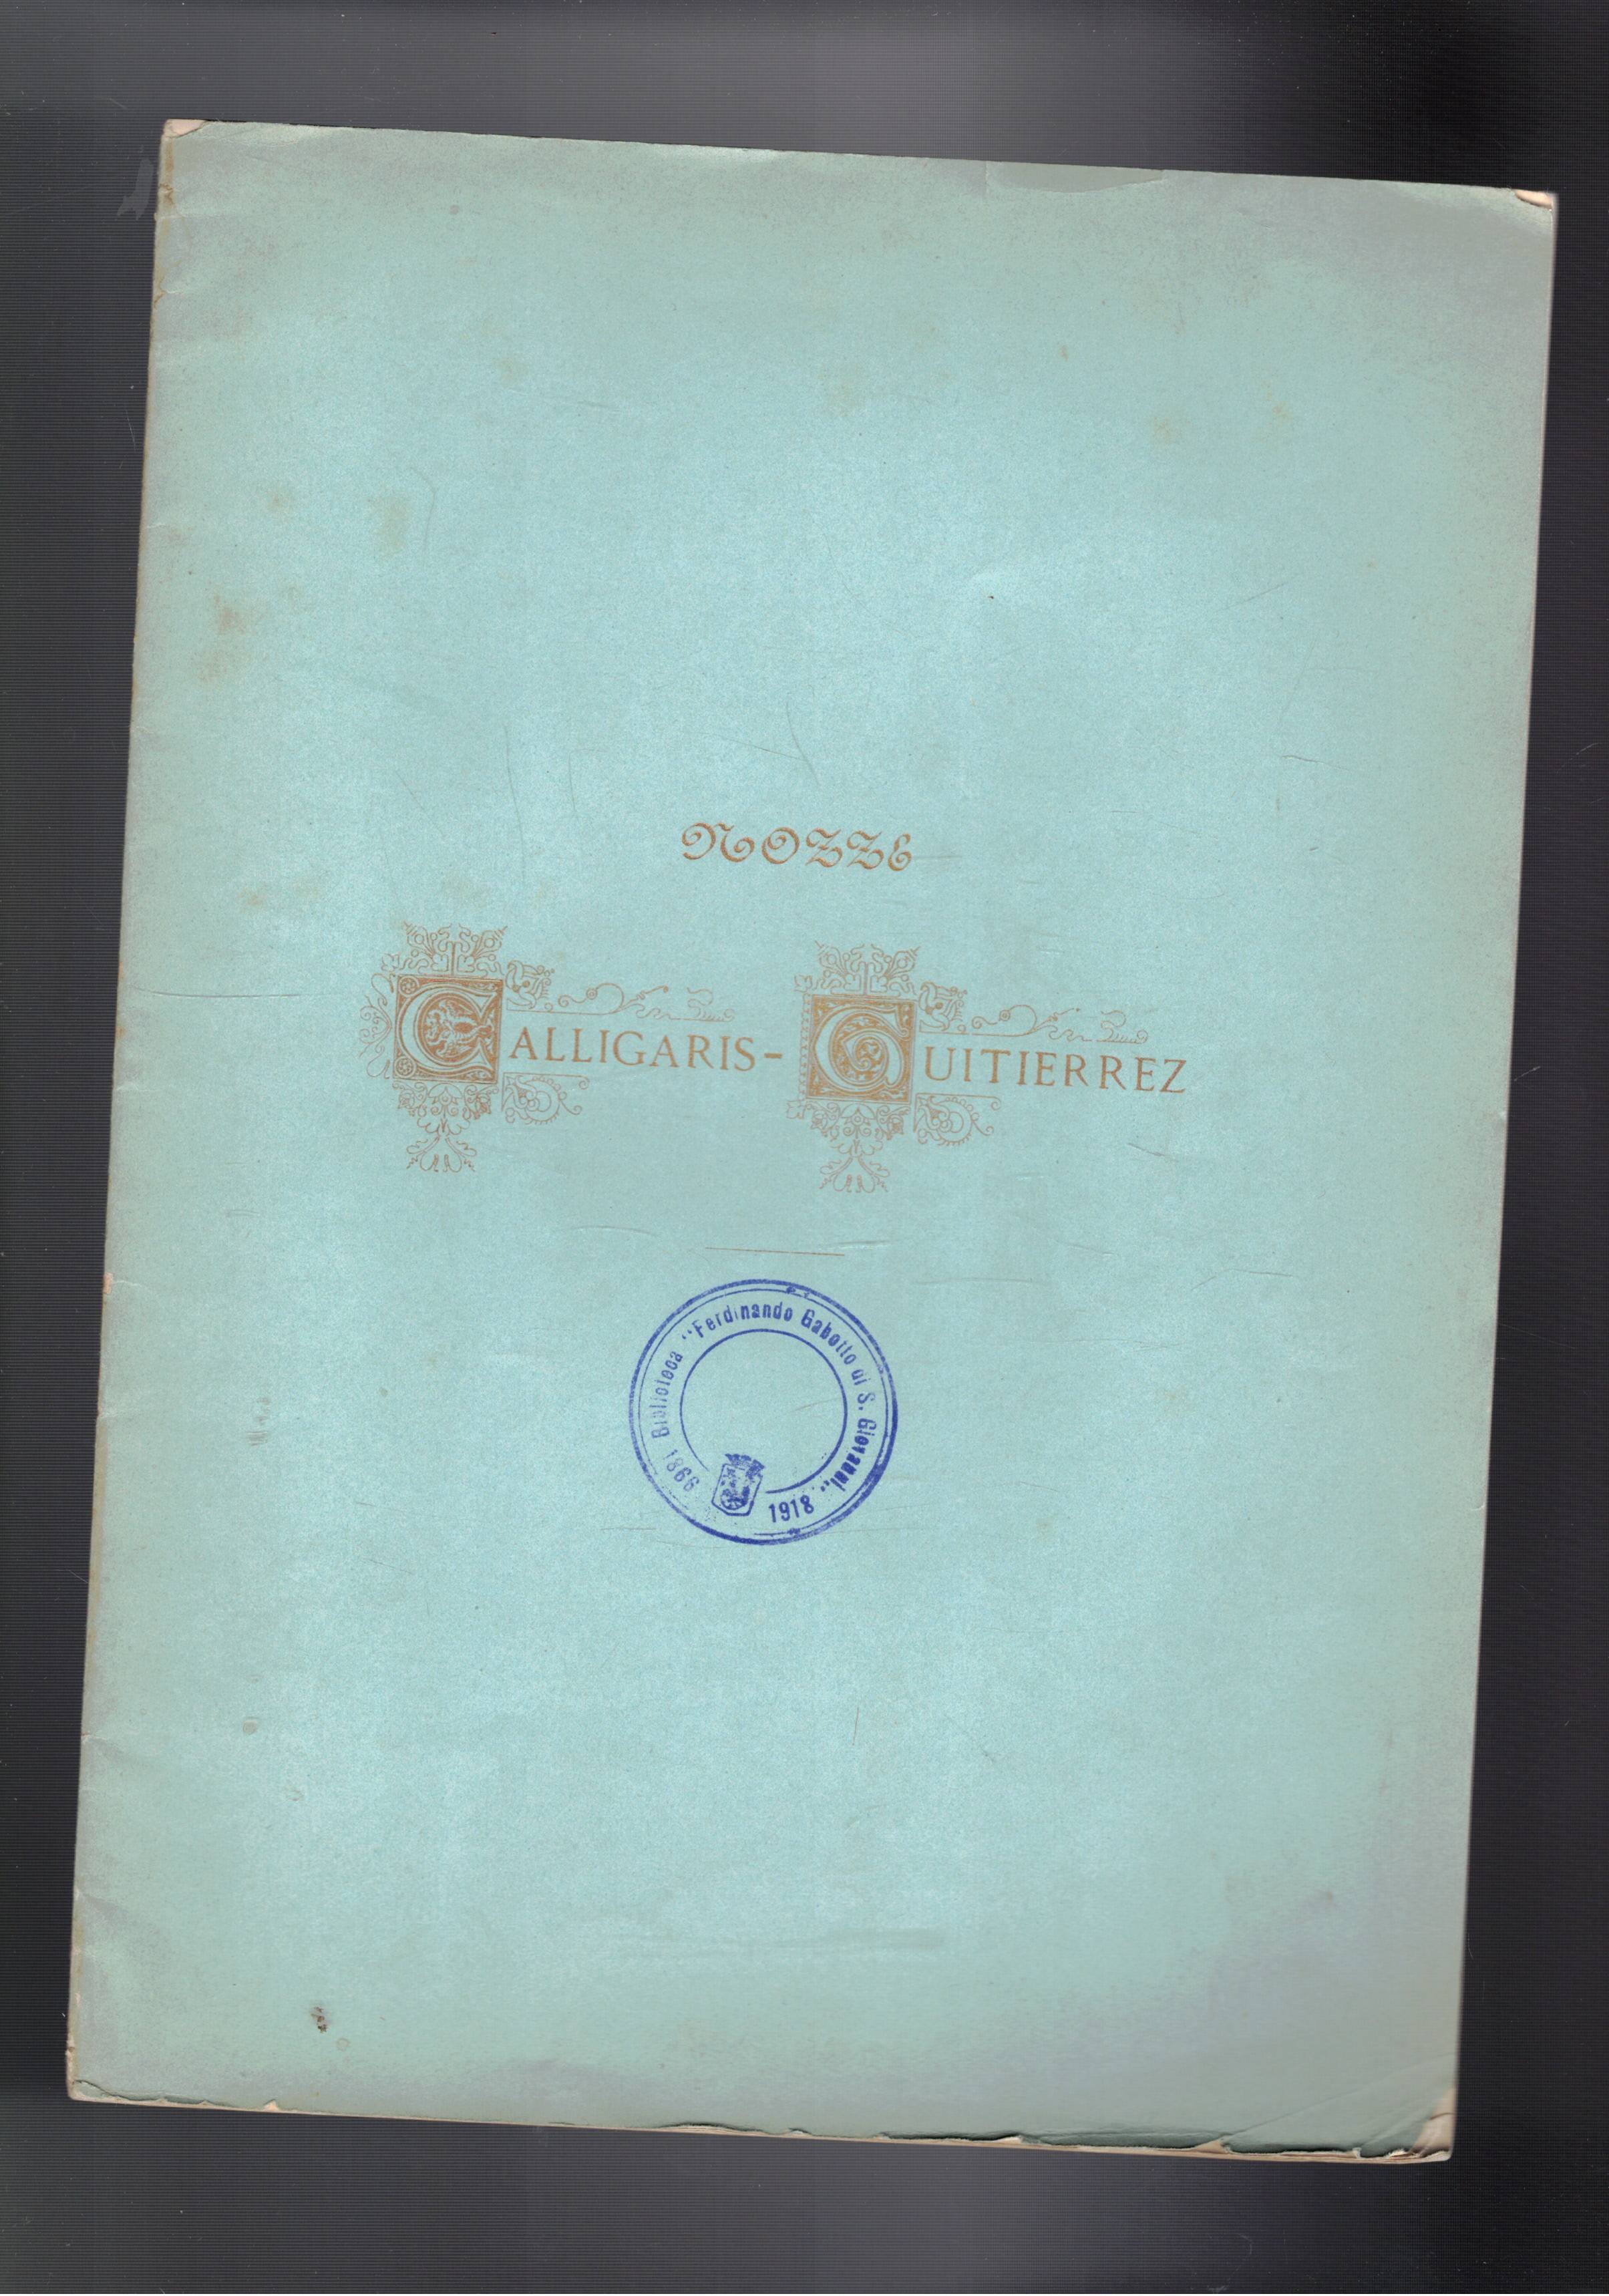 NOZZE
CALLIGARIS-GUITIERREZ
1866 Biblioteca "Ferdinando Gabotto di S. Giovanni„ 1918